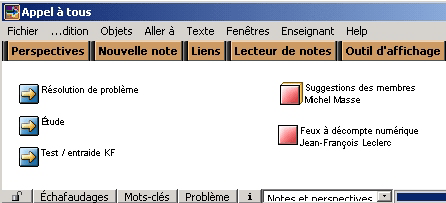 Appel à tous
Fichier ...dition Objets Aller à Texte Fenêtres Enseignant Help
Perspectives Nouvelle note Liens Lecteur de notes Outil d'affichage
Résolution de problème
Étude
Test / entraide KF
Suggestions des membres
Michel Masse
Feux à décompte numérique
Jean-François Leclerc
Échafaudages Mots-clés Problème i Notes et perspectives